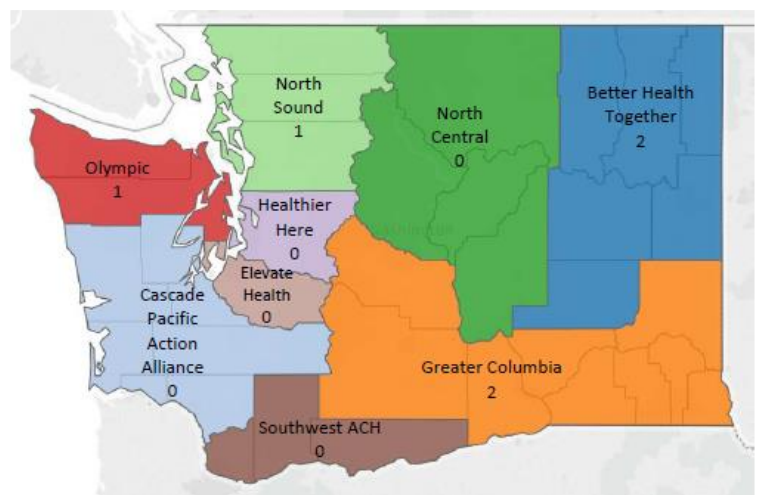 North
Sound
1
North
Central
0
Better Health
Together
2
Olympic
1
Healthier
Here
0
Elevate
Health
0
Cascade
Pacific
Action
Alliance
0
Greater Columbia
2
Southwest ACH
0